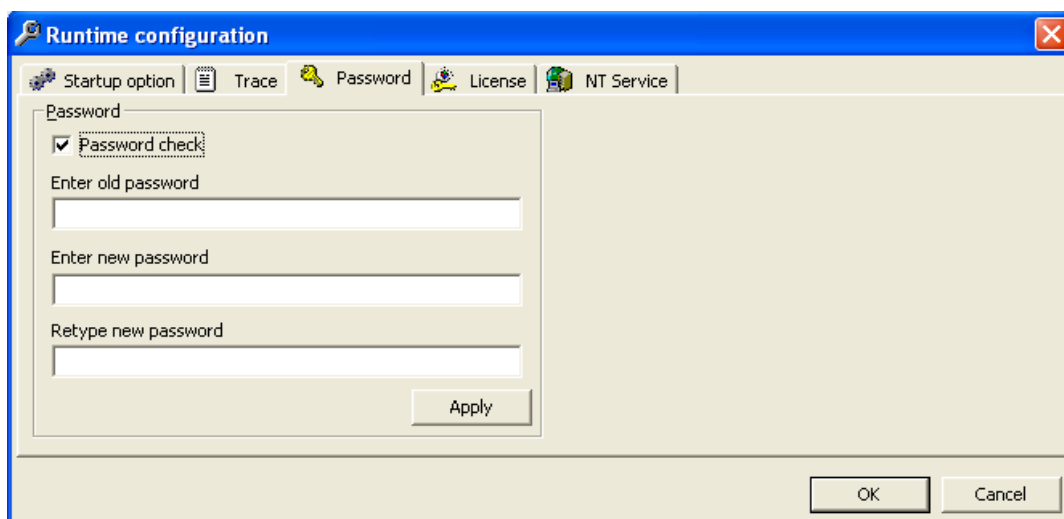 Runtime configuration
Startup option Trace Password License NT Service
Password
Password check
Enter old password
Enter new password
Retype new password
Apply
OK Cancel